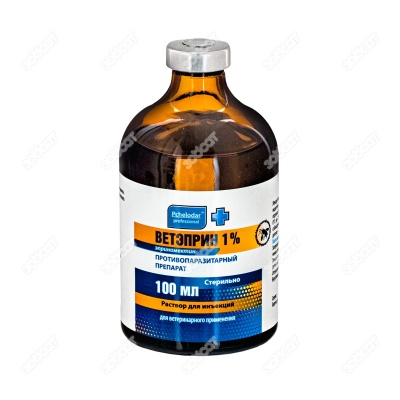 Pchelodar
professional
ВЕТЭПРИН 1%
эприномектин
ПРОТИВОПАРАЗИТАРНЫЙ
ПРЕПАРАТ
Стерильно
100 МЛ
Раствор для инъекций
для ветеринарного применения